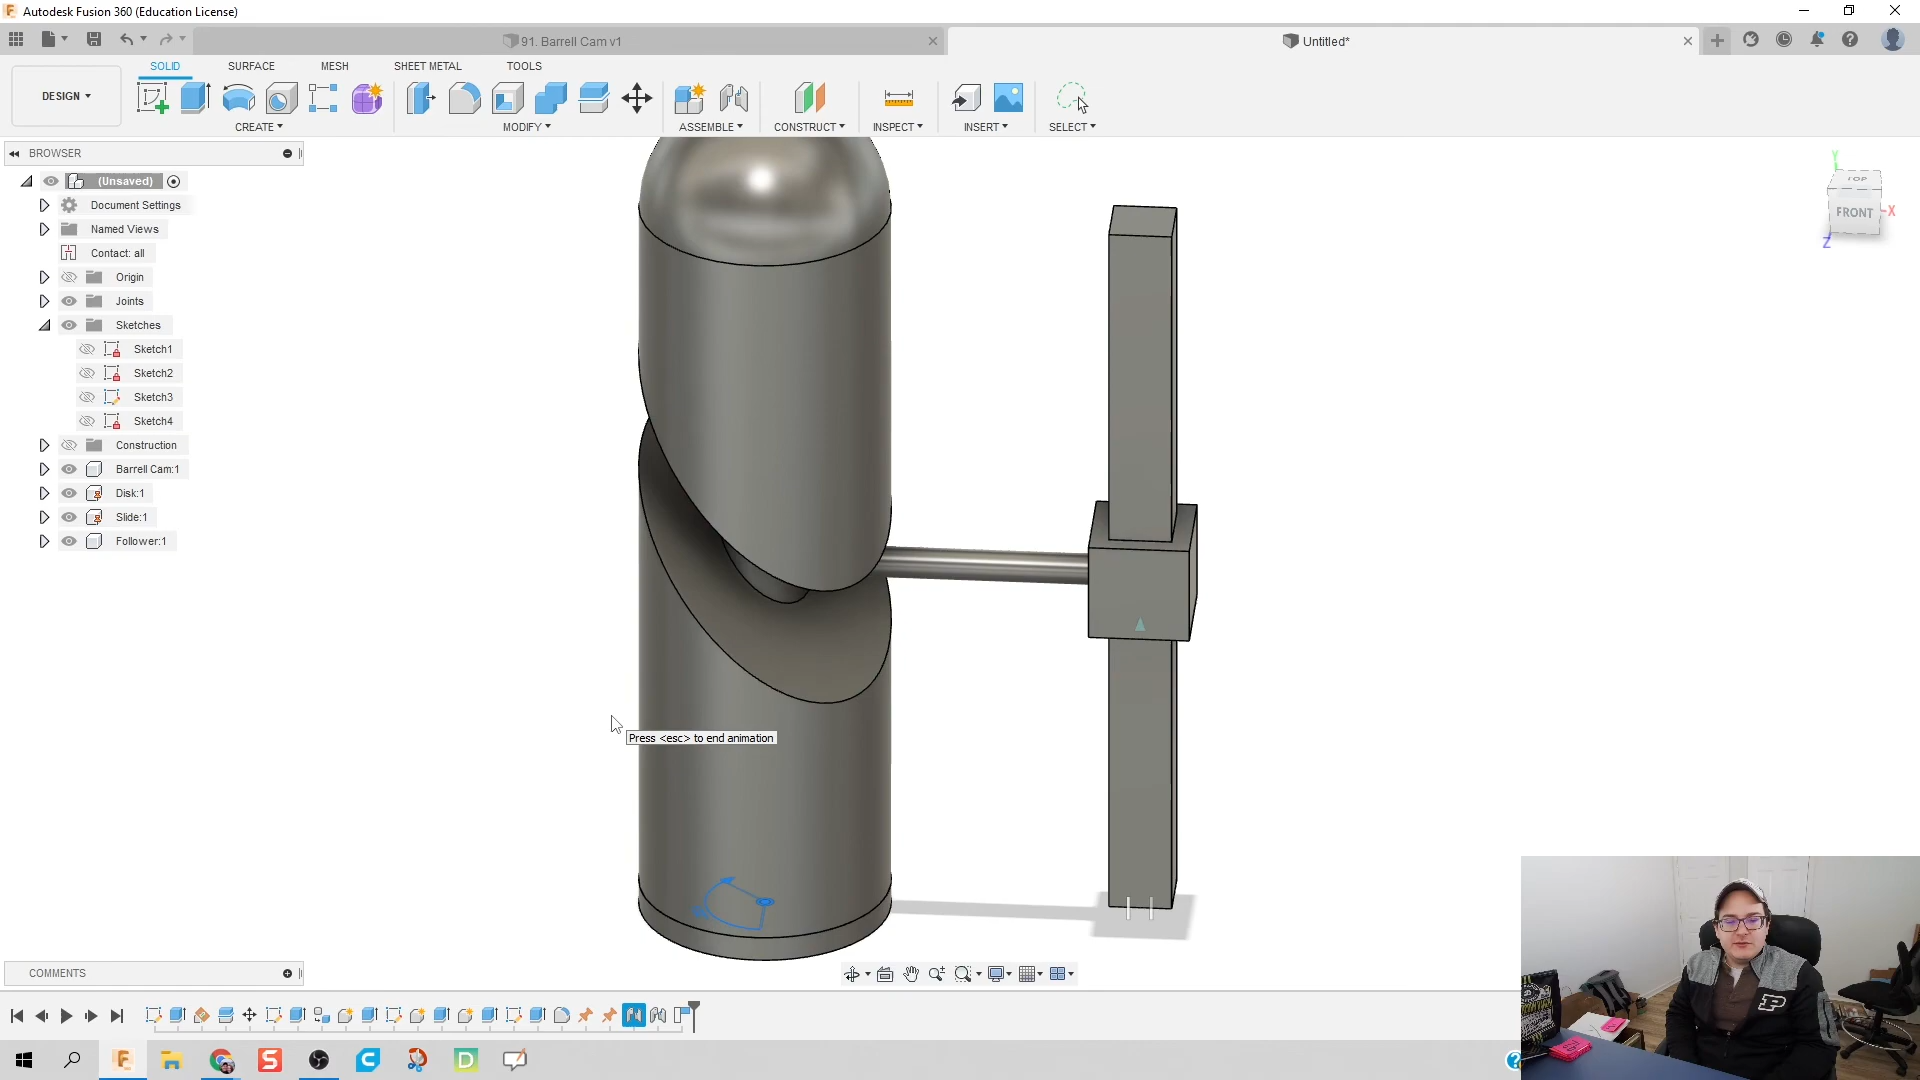 Autodesk Fusion 360 (Education License)
91. Barrell Cam v1
Untitled*
DESIGN
SOLID
SURFACE
MESH
SHEET METAL
TOOLS
CREATE
MODIFY
ASSEMBLE
CONSTRUCT
INSPECT
INSERT
SELECT
BROWSER
(Unsaved)
Document Settings
Named Views
Contact: all
Origin
Joints
Sketches
Sketch1
Sketch2
Sketch3
Sketch4
Construction
Barrell Cam:1
Disk:1
Slide:1
Follower:1
Y
TOP
FRONT
X
Z
Press <esc> to end animation
COMMENTS
P